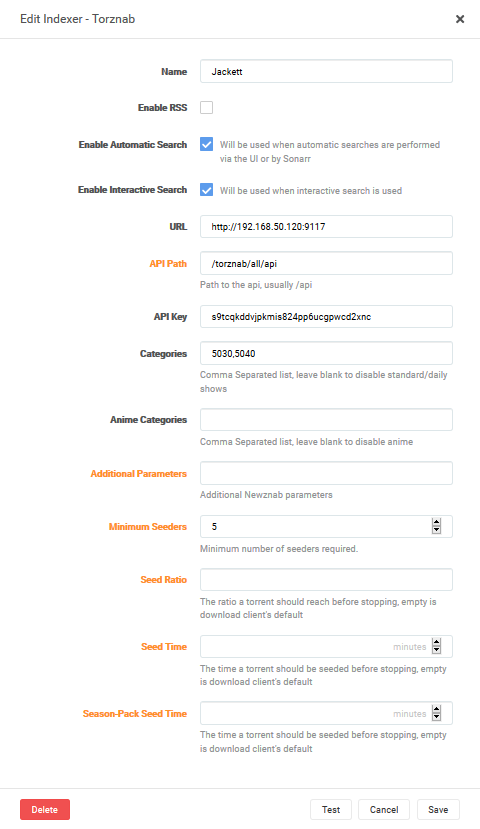 Edit Indexer - Torznab
Name
Jackett
Enable RSS
Enable Automatic Search
Will be used when automatic searches are performed
via the UI or by Sonarr
Enable Interactive Search
Will be used when interactive search is used
URL
http://192.168.50.120:9117
API Path
/torznab/all/api
Path to the api, usually /api
API Key
s9tcqkddvjpkmis824pp6ucgpwcd2xnc
Categories
5030,5040
Comma Separated list, leave blank to disable standard/daily
shows
Anime Categories
Comma Separated list, leave blank to disable anime
Additional Parameters
Additional Newznab parameters
Minimum Seeders
5
Minimum number of seeders required.
Seed Ratio
The ratio a torrent should reach before stopping, empty is
download client's default
Seed Time
minutes
The time a torrent should be seeded before stopping, empty
is download client's default
Season-Pack Seed Time
minutes
The time a torrent should be seeded before stopping, empty
is download client's default
Delete
Test
Cancel
Save